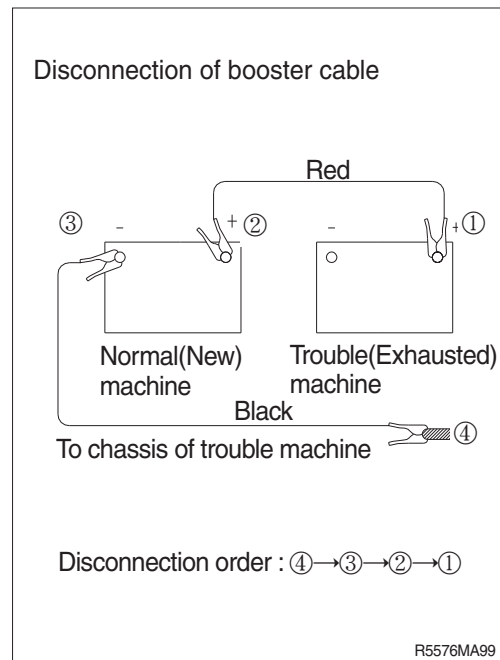 Disconnection of booster cable
Red
③ - + ② - + ①
Normal(New)
machine
Trouble(Exhausted)
machine
Black
To chassis of trouble machine
④
Disconnection order : ④→③→②→①
R5576MA99